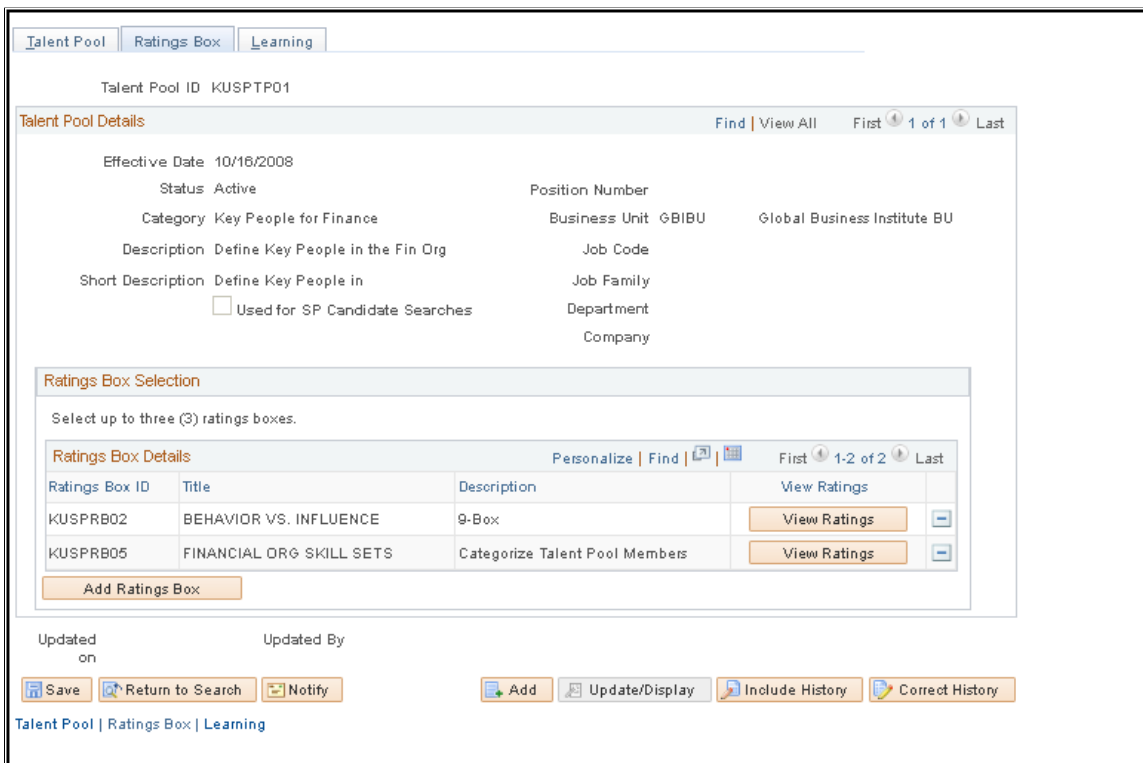 Talent Pool Ratings Box Learning
Talent Pool ID KUSPTP01
Talent Pool Details Find | View All First 1 of 1 Last
Effective Date 10/16/2008
Status Active Position Number
Category Key People for Finance Business Unit GBIBU Global Business Institute BU
Description Define Key People in the Fin Org Job Code
Short Description Define Key People in Job Family
Used for SP Candidate Searches Department
Company
Ratings Box Selection
Select up to three (3) ratings boxes.
Ratings Box Details Personalize | Find | | First 1-2 of 2 Last
Ratings Box ID Title Description View Ratings
KUSPRB02 BEHAVIOR VS. INFLUENCE 9-Box View Ratings
KUSPRB05 FINANCIAL ORG SKILL SETS Categorize Talent Pool Members View Ratings
Add Ratings Box
Updated on Updated By
Save Return to Search Notify Add Update/Display Include History Correct History
Talent Pool | Ratings Box | Learning